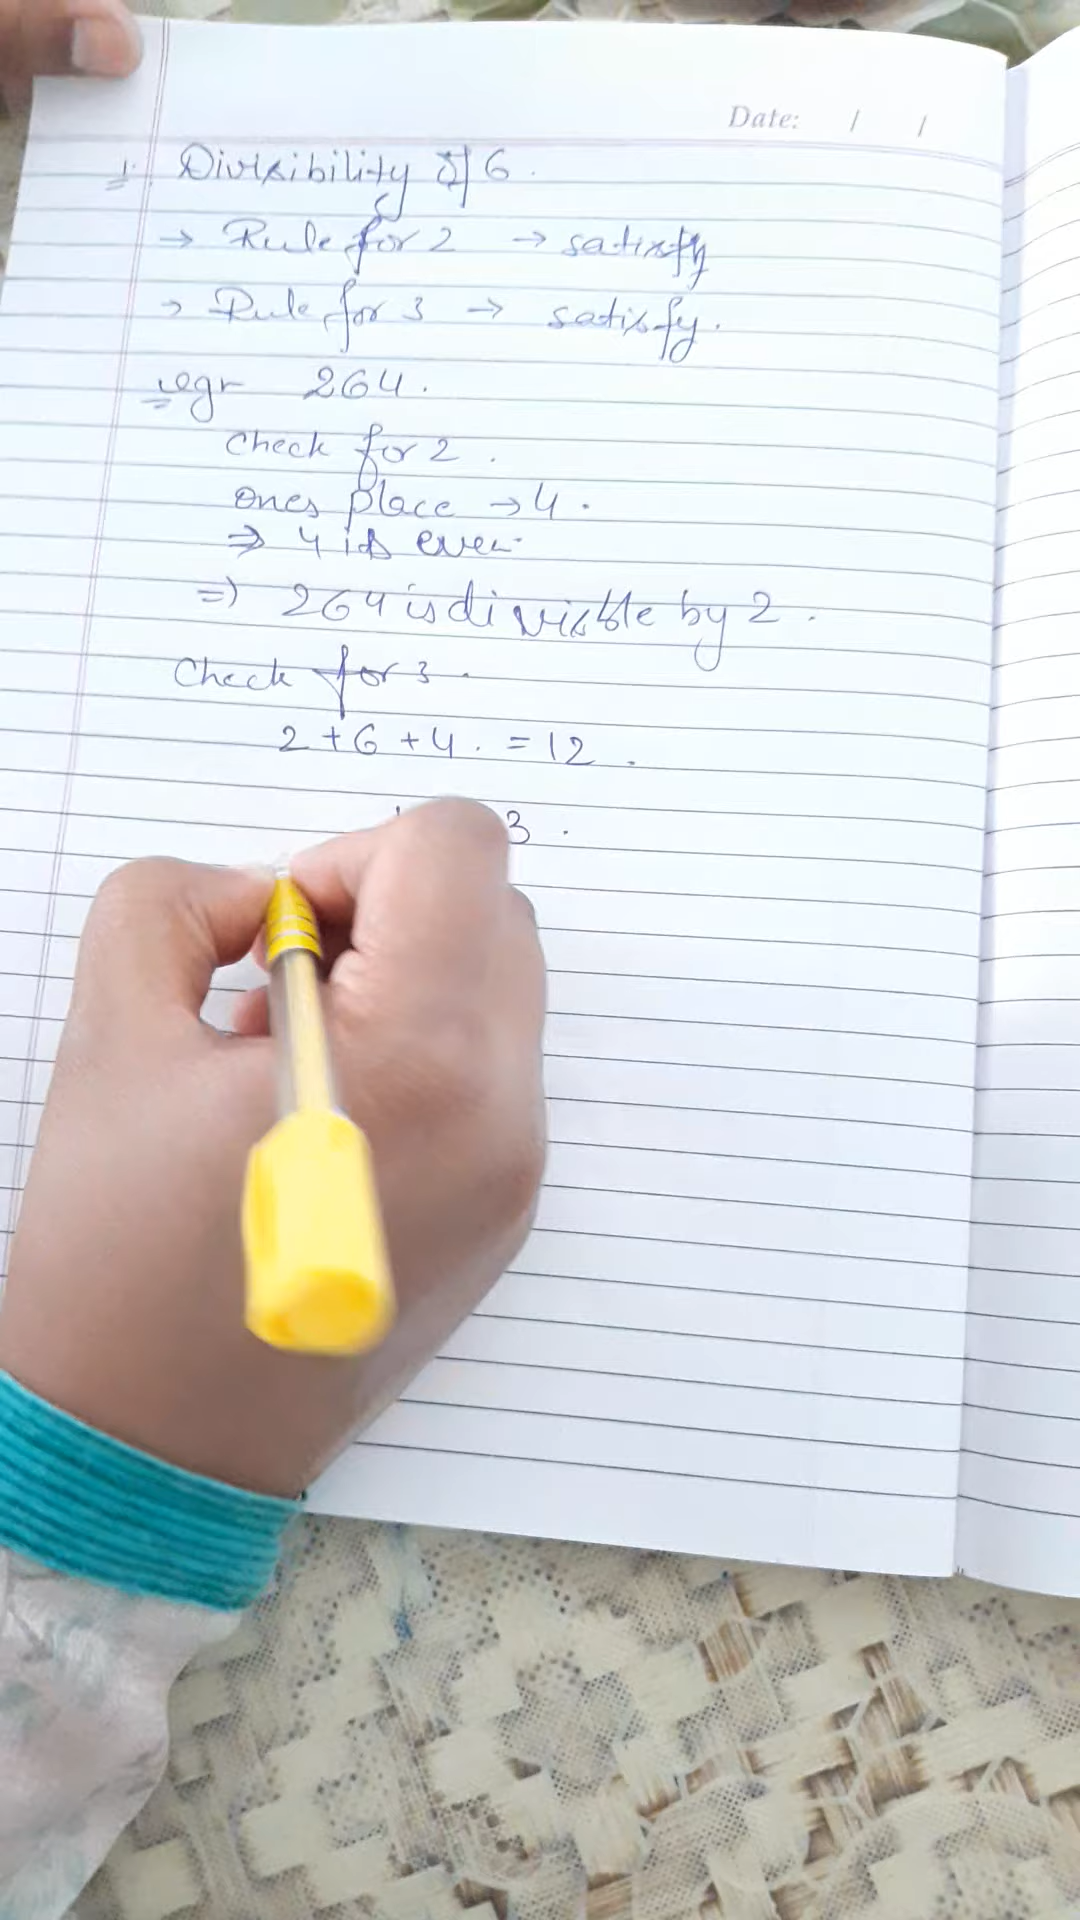 Date: / /
1. Divisibility of 6.
→ Rule for 2 → satisfy
→ Rule for 3 → satisfy.
eg:- 264.
Check for 2.
ones place → 4.
⇒ 4 is even.
⇒ 264 is divisible by 2.
Check for 3.
2+6+4. = 12.
3.